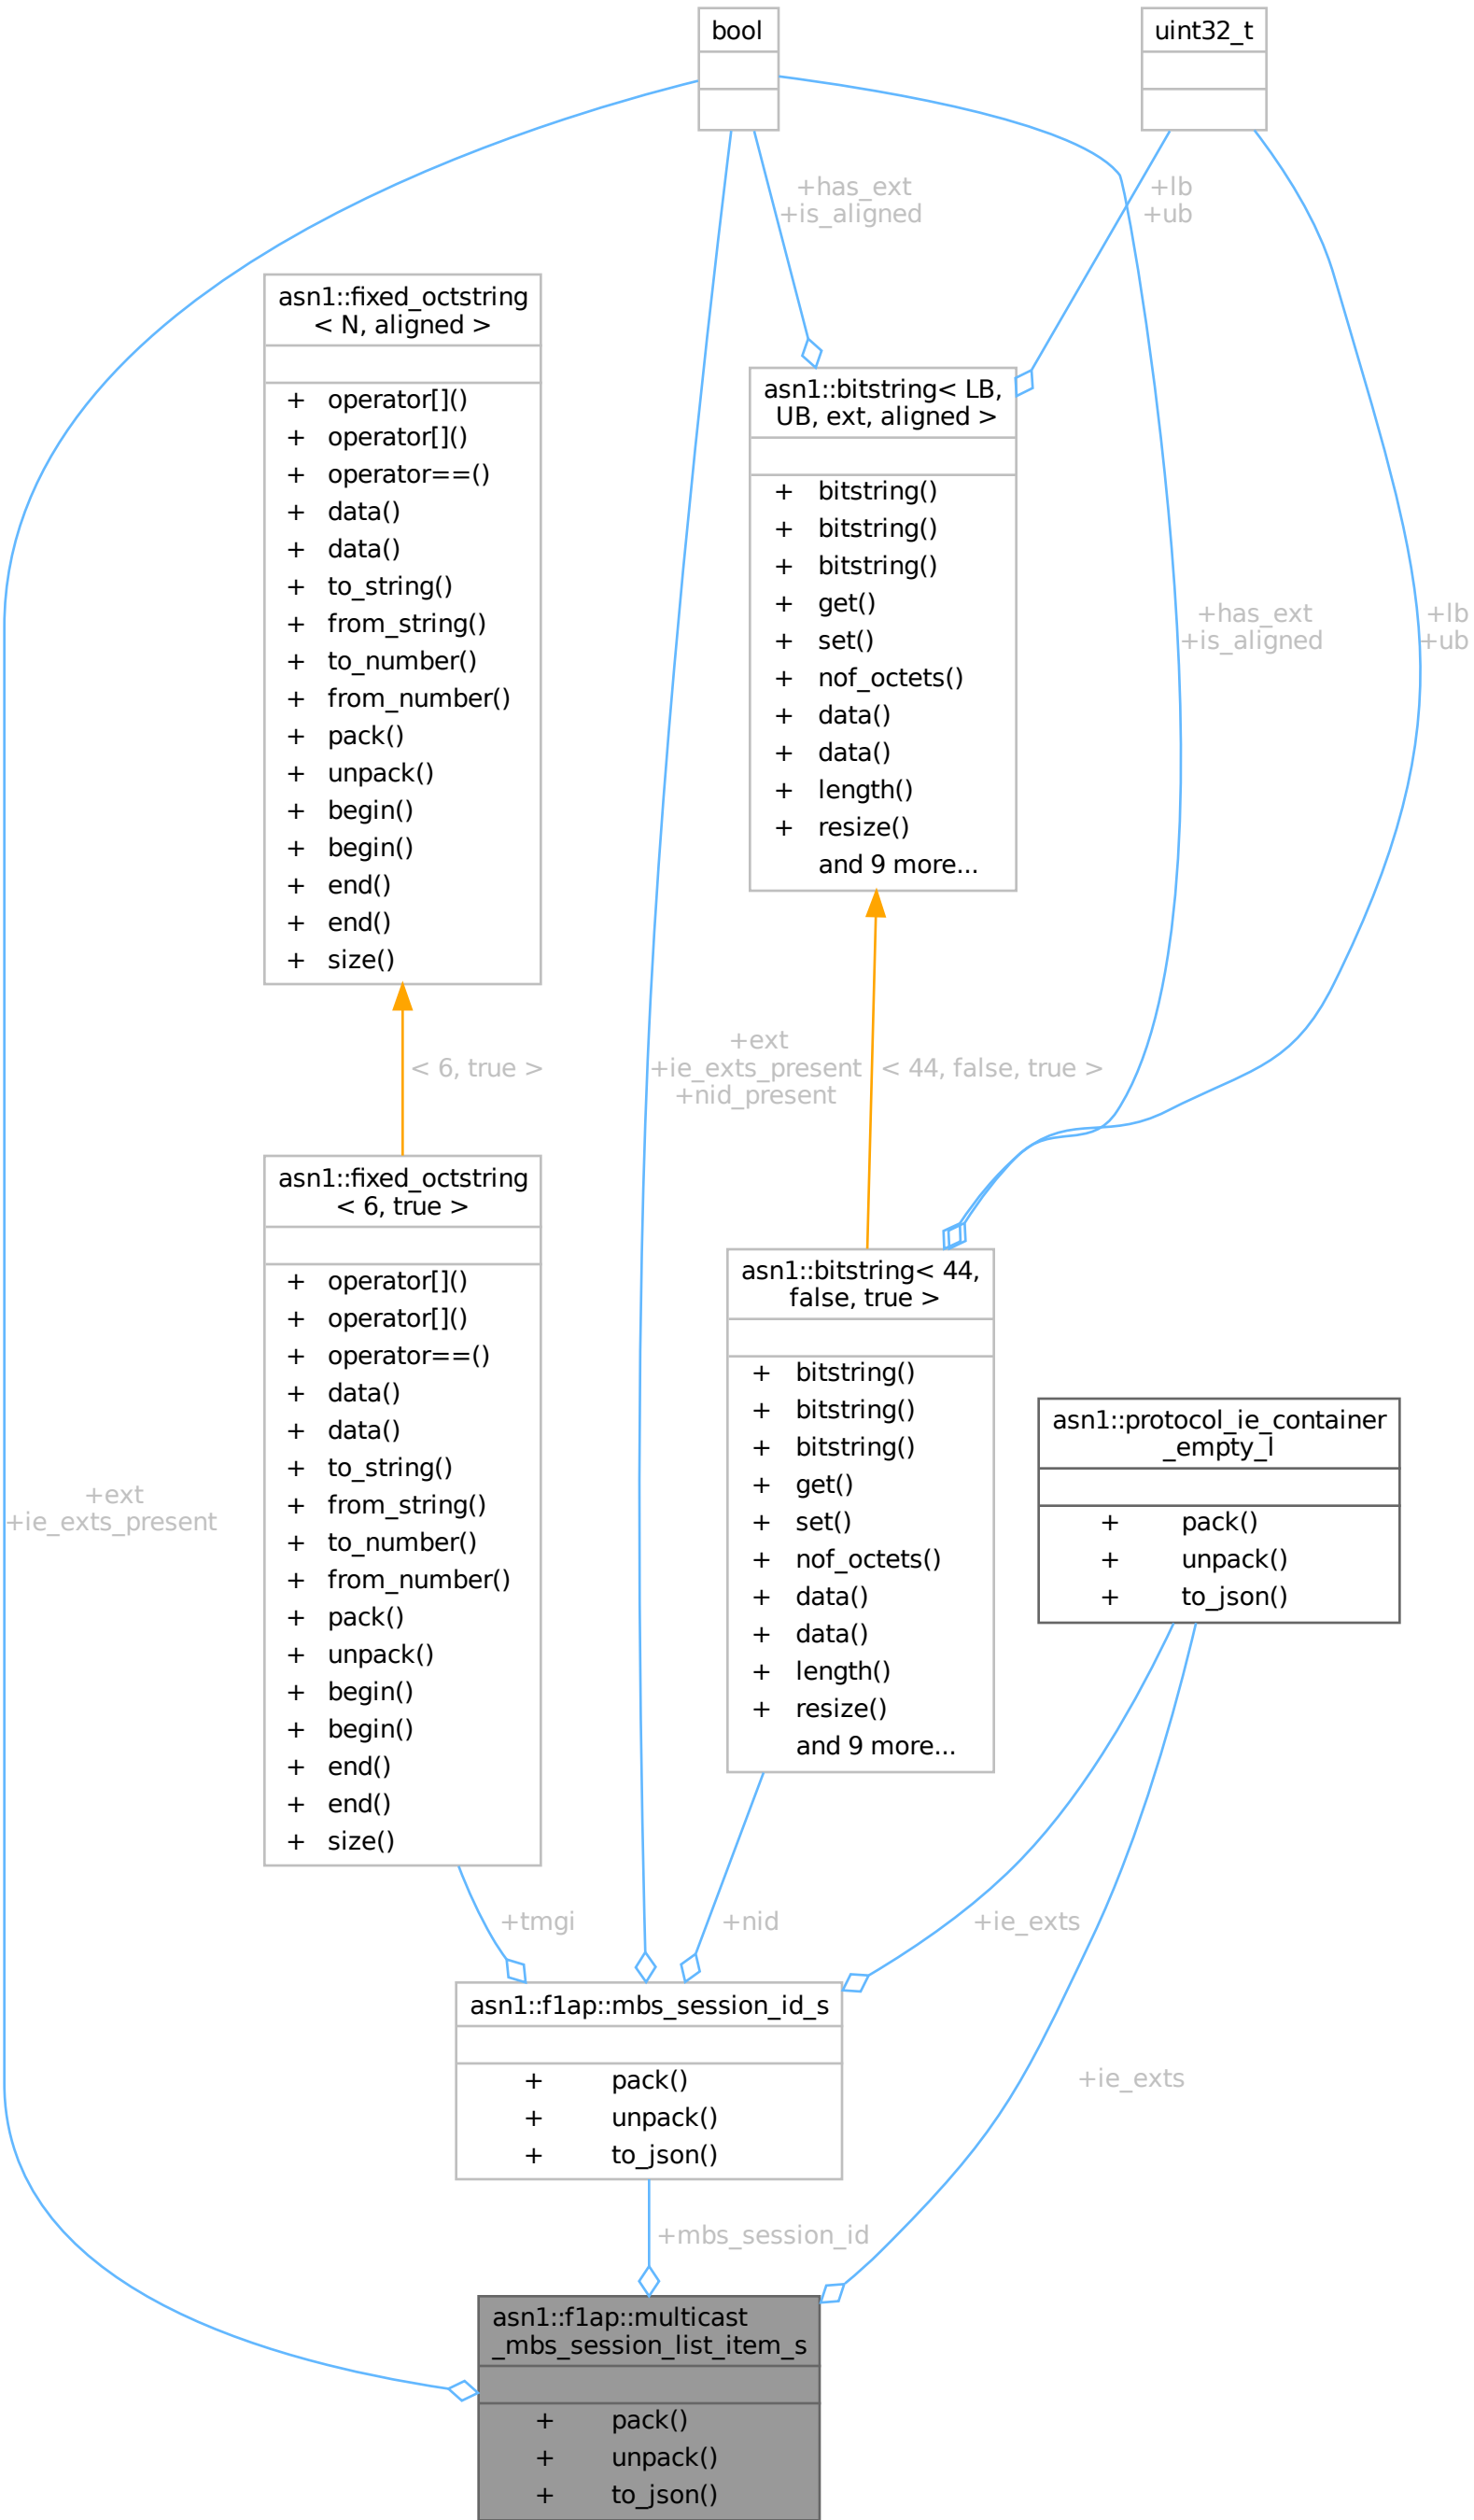 bool
uint32_t
+has_ext
+is_aligned
+lb
+ub
asn1::fixed_octstring
< N, aligned >
+ operator[]()
+ operator[]()
+ operator==()
+ data()
+ data()
+ to_string()
+ from_string()
+ to_number()
+ from_number()
+ pack()
+ unpack()
+ begin()
+ begin()
+ end()
+ end()
+ size()
asn1::bitstring< LB,
UB, ext, aligned >
+ bitstring()
+ bitstring()
+ bitstring()
+ get()
+ set()
+ nof_octets()
+ data()
+ data()
+ length()
+ resize()
and 9 more...
+has_ext
+is_aligned
+lb
+ub
< 6, true >
+ext
+ie_exts_present
+nid_present
< 44, false, true >
asn1::fixed_octstring
< 6, true >
+ operator[]()
+ operator[]()
+ operator==()
+ data()
+ data()
+ to_string()
+ from_string()
+ to_number()
+ from_number()
+ pack()
+ unpack()
+ begin()
+ begin()
+ end()
+ end()
+ size()
asn1::bitstring< 44,
false, true >
+ bitstring()
+ bitstring()
+ bitstring()
+ get()
+ set()
+ nof_octets()
+ data()
+ data()
+ length()
+ resize()
and 9 more...
asn1::protocol_ie_container
_empty_l
+ pack()
+ unpack()
+ to_json()
+ext
+ie_exts_present
+tmgi
+nid
+ie_exts
asn1::f1ap::mbs_session_id_s
+ pack()
+ unpack()
+ to_json()
+ie_exts
+mbs_session_id
asn1::f1ap::multicast
_mbs_session_list_item_s
+ pack()
+ unpack()
+ to_json()